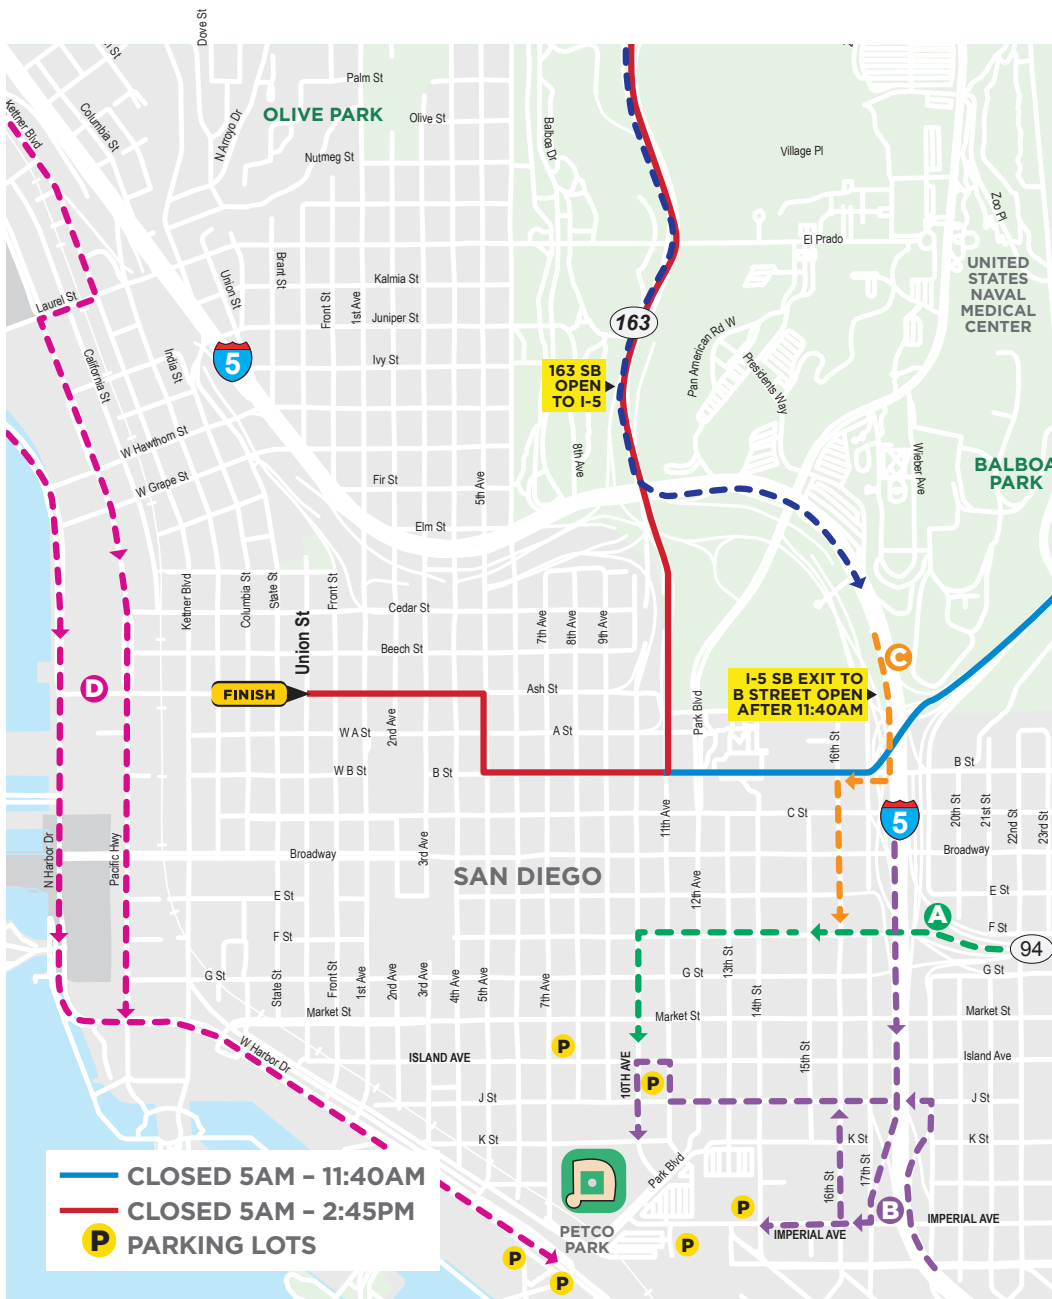 Dove St
Palm St
Kettner Blvd
Columbia St
OLIVE PARK
Olive St
N Arroyo Dr
Nutmeg St
Balboa Dr
Village Pl
Zoo Pl
El Prado
UNITED
STATES
NAVAL
MEDICAL
CENTER
Union St
Brant St
Kalmia St
Laurel St
Front St
1st Ave
Juniper St
163
5
Ivy St
California St
India St
163 SB
OPEN
TO I-5
Pan American Rd W
Presidents Way
W Hawthorn St
W Grape St
Fir St
5th Ave
8th Ave
Wieber Ave
BALBOA
PARK
Elm St
Kettner Blvd
Columbia St
State St
Front St
Union St
Cedar St
Beech St
7th Ave
8th Ave
9th Ave
D
FINISH
C
I-5 SB EXIT TO
B STREET OPEN
AFTER 11:40AM
Ash St
2nd Ave
W A St
A St
Park Blvd
16th St
W B St
B St
B St
N Harbor Dr
Pacific Hwy
3rd Ave
11th Ave
C St
5
20th St
21st St
22nd St
23rd St
Broadway
Broadway
SAN DIEGO
E St
12th Ave
E St
A
F St
F St
94
G St
State St
Front St
1st Ave
2nd Ave
3rd Ave
4th Ave
5th Ave
7th Ave
G St
13th St
14th St
G St
Market St
Market St
Market St
W Harbor Dr
ISLAND AVE
P
10TH AVE
P
15th St
Island Ave
J St
J St
K St
Park Blvd
K St
K St
16th St
17th St
CLOSED 5AM – 11:40AM
CLOSED 5AM – 2:45PM
P PARKING LOTS
PETCO
PARK
P
P
P
P
B
IMPERIAL AVE
IMPERIAL AVE